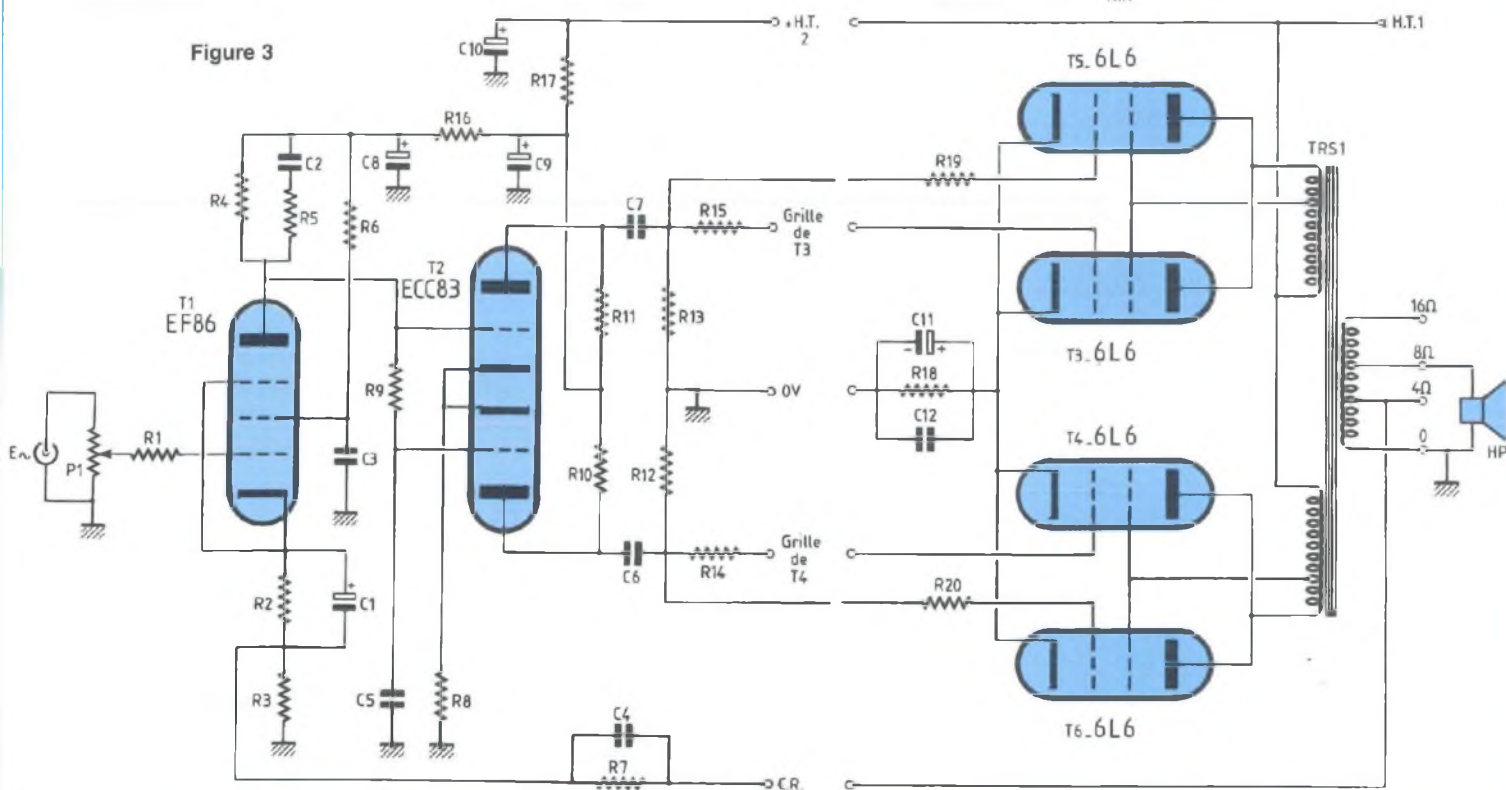 Figure 3
C10
+
R17
+H.T.
2
H.T.1
T5_6L6
R16
C2
C8
+
C9
+
R4
R5
R6
T2
ECC83
C7
R15
Grille
de
T3
R19
TRS1
T1
EF86
R11
R13
T3_6L6
16Ω
8Ω
4Ω
0
HP
C11
- +
R18
C12
0V
R9
E~
P1
R1
C3
R10
R12
T4_6L6
C6
R14
Grille
de
T4
R20
R2
C1
+
R3
C5
R8
C4
R7
C.R.
T6_6L6